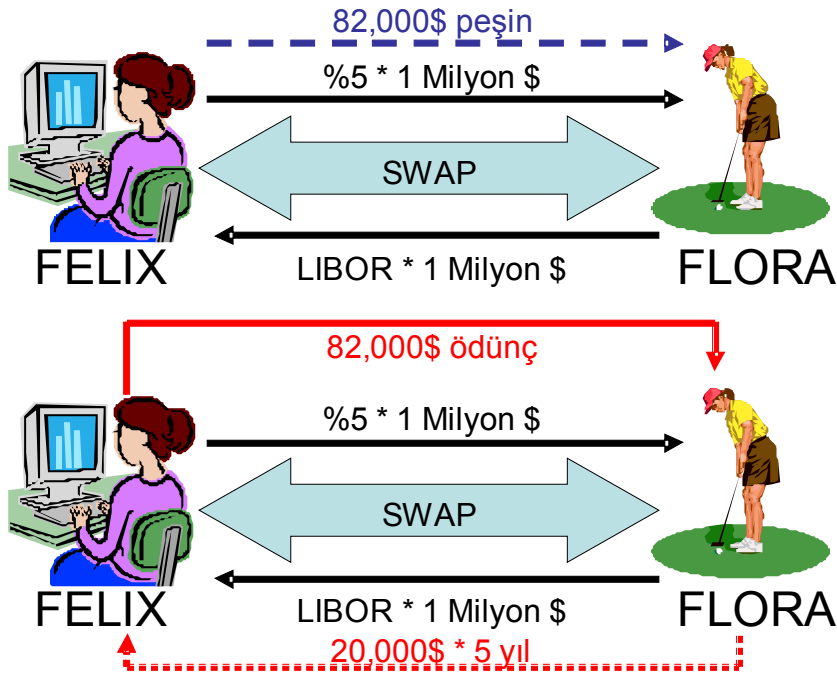 82,000$ peşin
%5 * 1 Milyon $
SWAP
FELIX
LIBOR * 1 Milyon $
FLORA
82,000$ ödünç
%5 * 1 Milyon $
SWAP
FELIX
LIBOR * 1 Milyon $
FLORA
20,000$ * 5 yıl